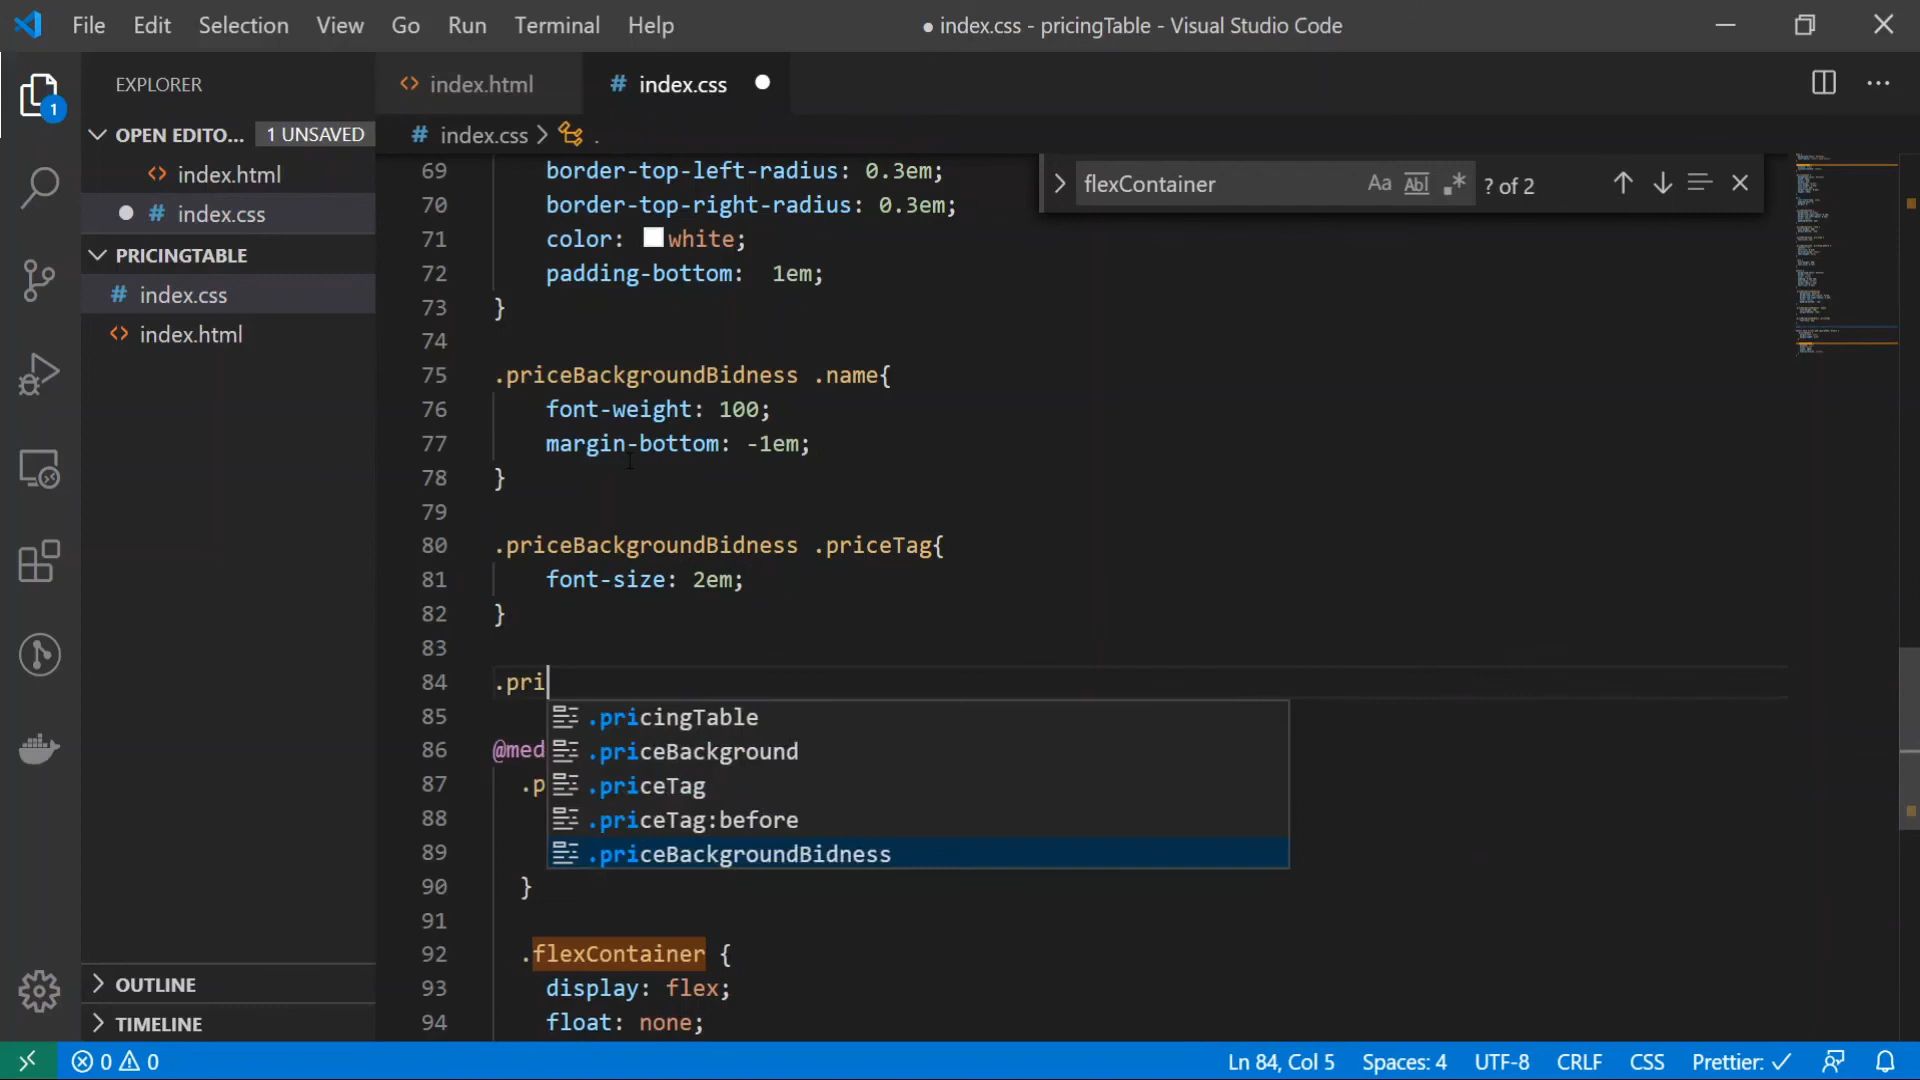 File Edit Selection View Go Run Terminal Help ● index.css - pricingTable - Visual Studio Code
EXPLORER
OPEN EDITO... 1 UNSAVED
index.html
index.css
PRICINGTABLE
index.css
index.html
OUTLINE
TIMELINE
1
index.html index.css
index.css > .
flexContainer Aa Abl .* ? of 2
69 border-top-left-radius: 0.3em;
70 border-top-right-radius: 0.3em;
71 color: white;
72 padding-bottom: 1em;
73 }
74
75 .priceBackgroundBidness .name{
76 font-weight: 100;
77 margin-bottom: -1em;
78 }
79
80 .priceBackgroundBidness .priceTag{
81 font-size: 2em;
82 }
83
84 .pri
85 .pricingTable
86 @med .priceBackground
87 .p .priceTag
88 .priceTag:before
89 .priceBackgroundBidness
90 }
91
92 .flexContainer {
93 display: flex;
94 float: none;
0 0 Ln 84, Col 5 Spaces: 4 UTF-8 CRLF CSS Prettier: ✓